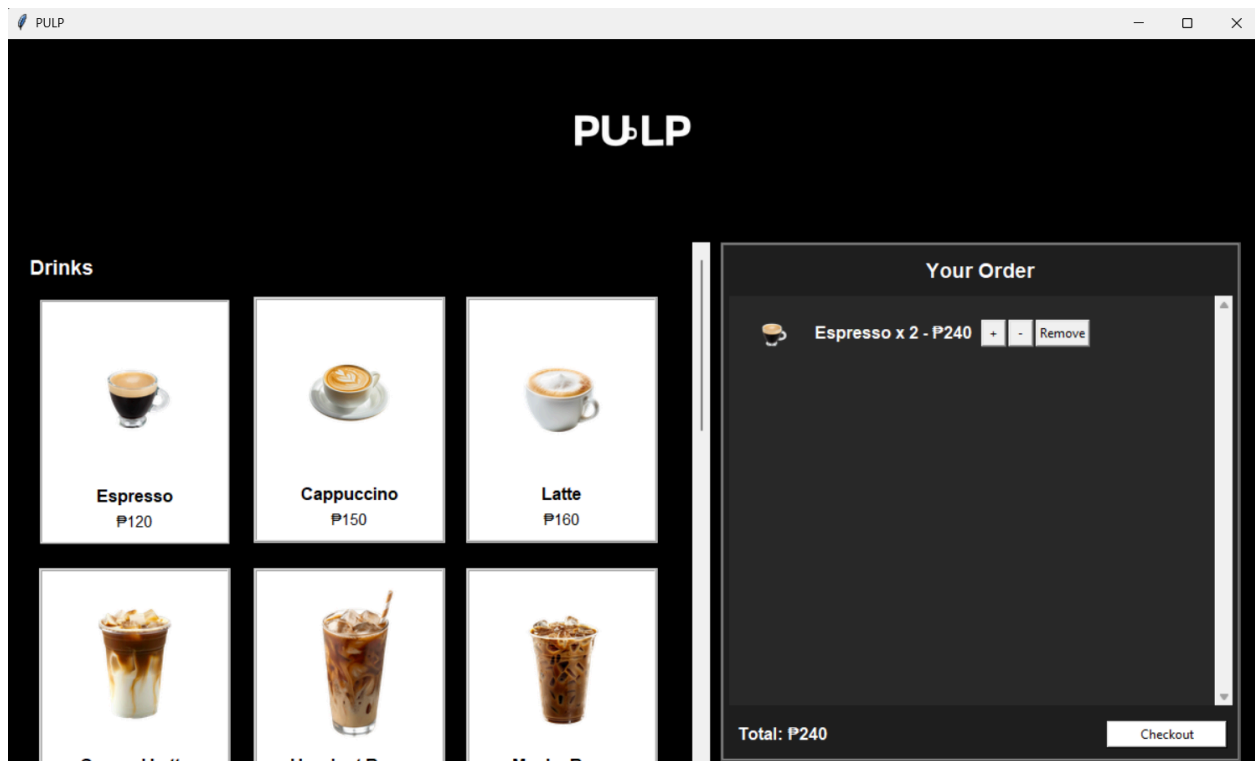 PULP
PULP
Drinks
Your Order
Espresso x 2 - ₱240 + - Remove
Espresso
₱120
Cappuccino
₱150
Latte
₱160
Total: ₱240
Checkout